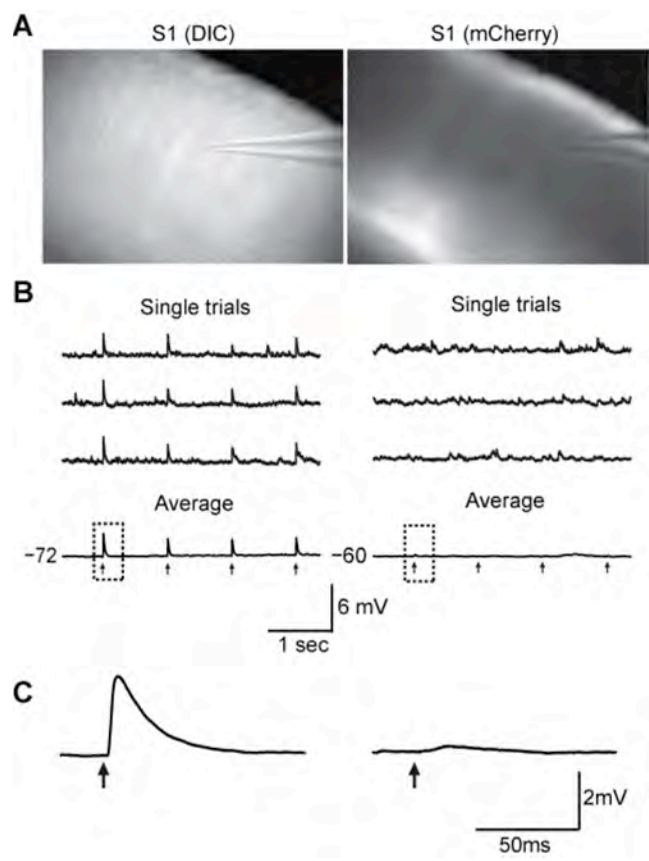 A
S1 (DIC) S1 (mCherry)
B
Single trials Single trials
Average Average
−72 −60
6 mV
1 sec
C
2mV
50ms